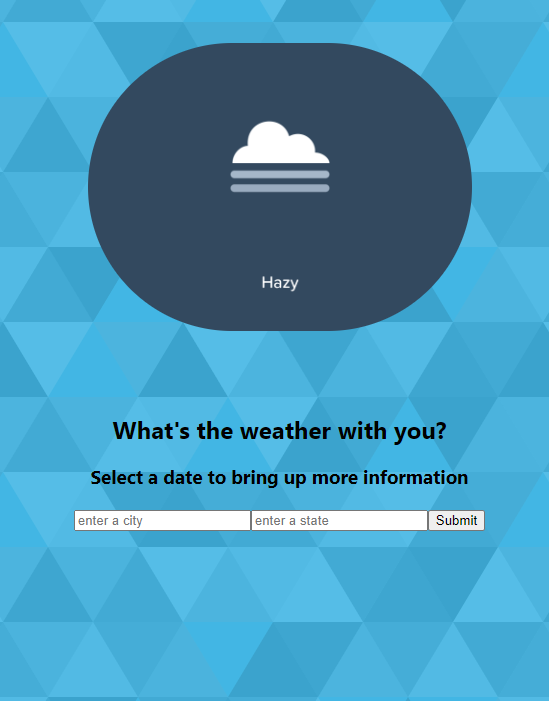 Hazy
What's the weather with you?
Select a date to bring up more information
enter a city enter a state Submit